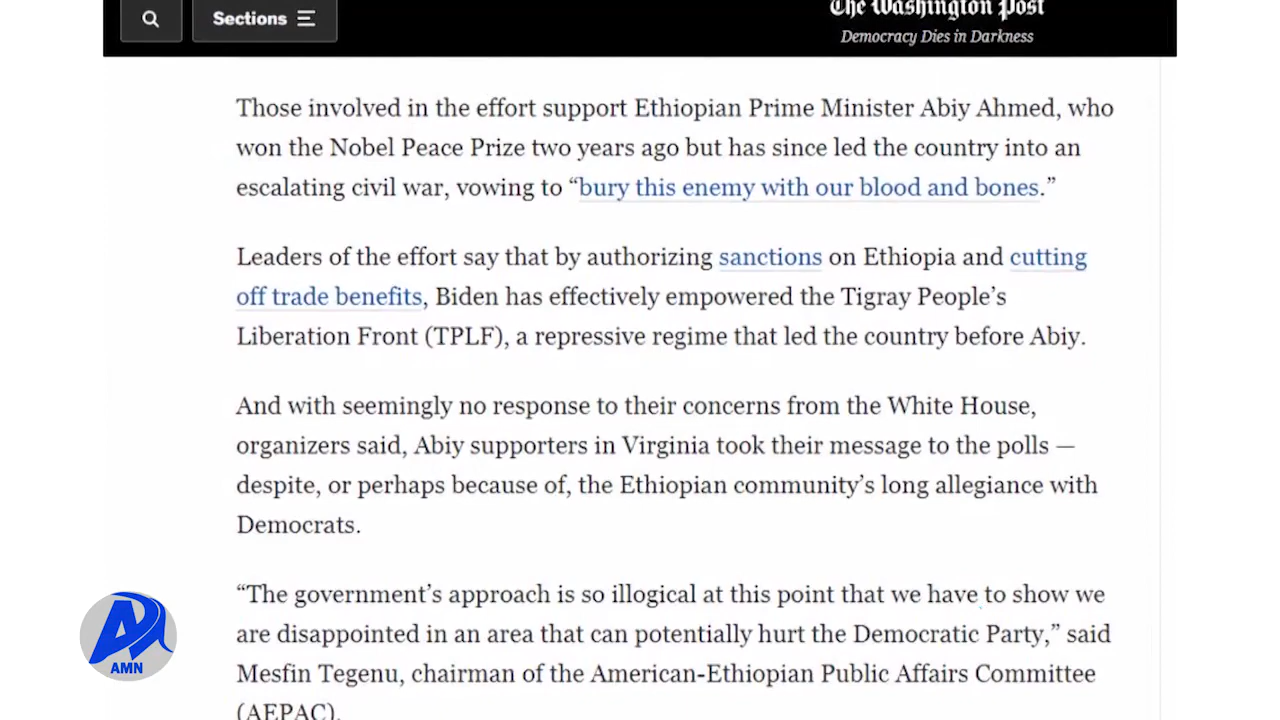 Sections
The Washington Post
Democracy Dies in Darkness
Those involved in the effort support Ethiopian Prime Minister Abiy Ahmed, who
won the Nobel Peace Prize two years ago but has since led the country into an
escalating civil war, vowing to “bury this enemy with our blood and bones.”
Leaders of the effort say that by authorizing sanctions on Ethiopia and cutting
off trade benefits, Biden has effectively empowered the Tigray People’s
Liberation Front (TPLF), a repressive regime that led the country before Abiy.
And with seemingly no response to their concerns from the White House,
organizers said, Abiy supporters in Virginia took their message to the polls —
despite, or perhaps because of, the Ethiopian community’s long allegiance with
Democrats.
“The government’s approach is so illogical at this point that we have to show we
are disappointed in an area that can potentially hurt the Democratic Party,” said
Mesfin Tegenu, chairman of the American-Ethiopian Public Affairs Committee
(AEPAC).
AMN